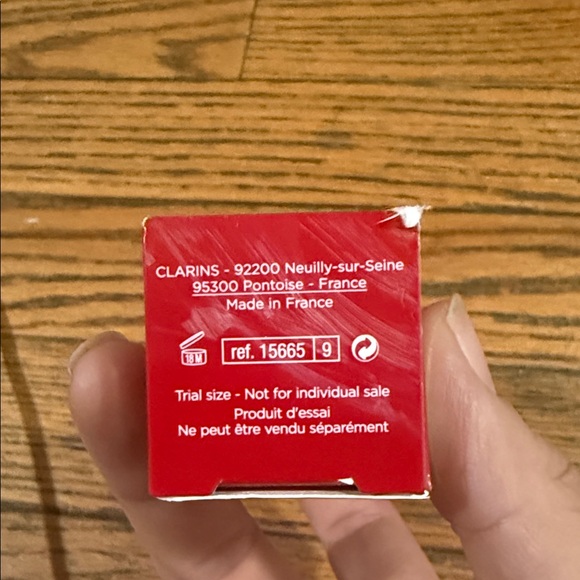 CLARINS - 92200 Neuilly-sur-Seine
95300 Pontoise - France
Made in France
18 M
ref. 15665 9
Trial size - Not for individual sale
Produit d'essai
Ne peut être vendu séparément